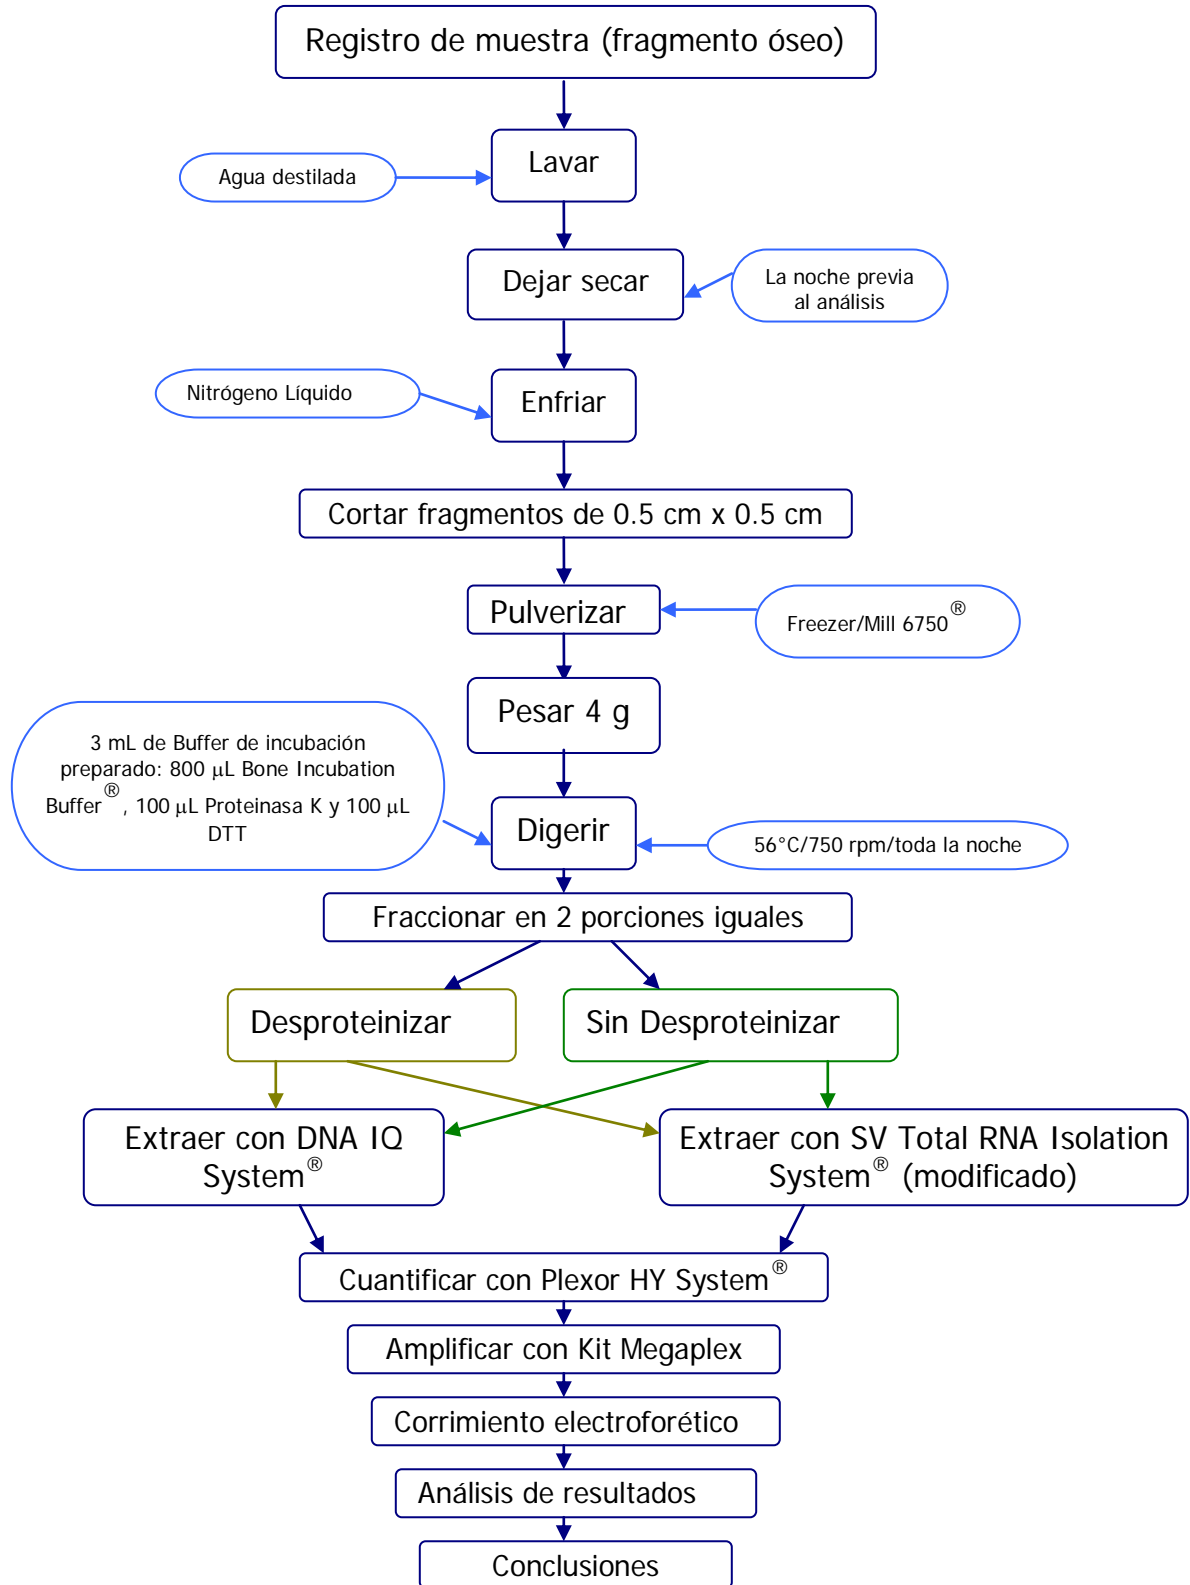 Registro de muestra (fragmento óseo)
Lavar
Agua destilada
Dejar secar
La noche previa
al análisis
Nitrógeno Líquido
Enfriar
Cortar fragmentos de 0.5 cm x 0.5 cm
Pulverizar
Freezer/Mill 6750®
Pesar 4 g
3 mL de Buffer de incubación
preparado: 800 µL Bone Incubation
Buffer®, 100 µL Proteinasa K y 100 µL
DTT
Digerir
56°C/750 rpm/toda la noche
Fraccionar en 2 porciones iguales
Desproteinizar
Sin Desproteinizar
Extraer con DNA IQ
System®
Extraer con SV Total RNA Isolation
System® (modificado)
Cuantificar con Plexor HY System®
Amplificar con Kit Megaplex
Corrimiento electroforético
Análisis de resultados
Conclusiones